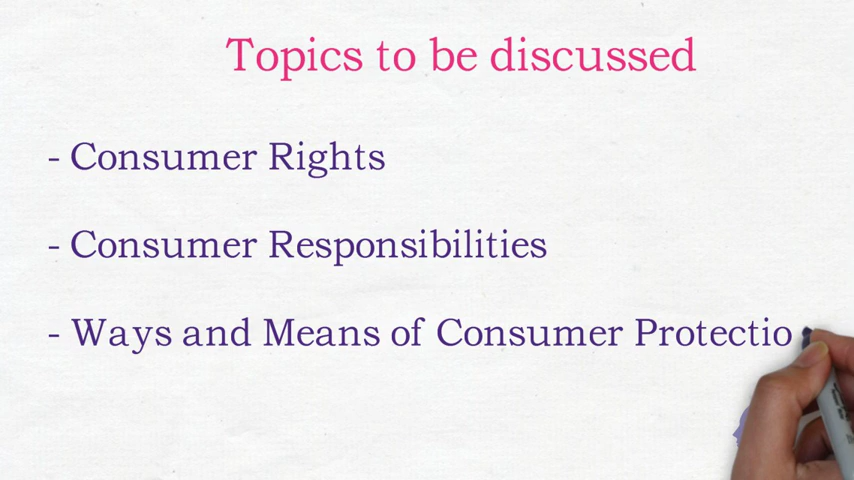 Topics to be discussed
- Consumer Rights
- Consumer Responsibilities
- Ways and Means of Consumer Protectio